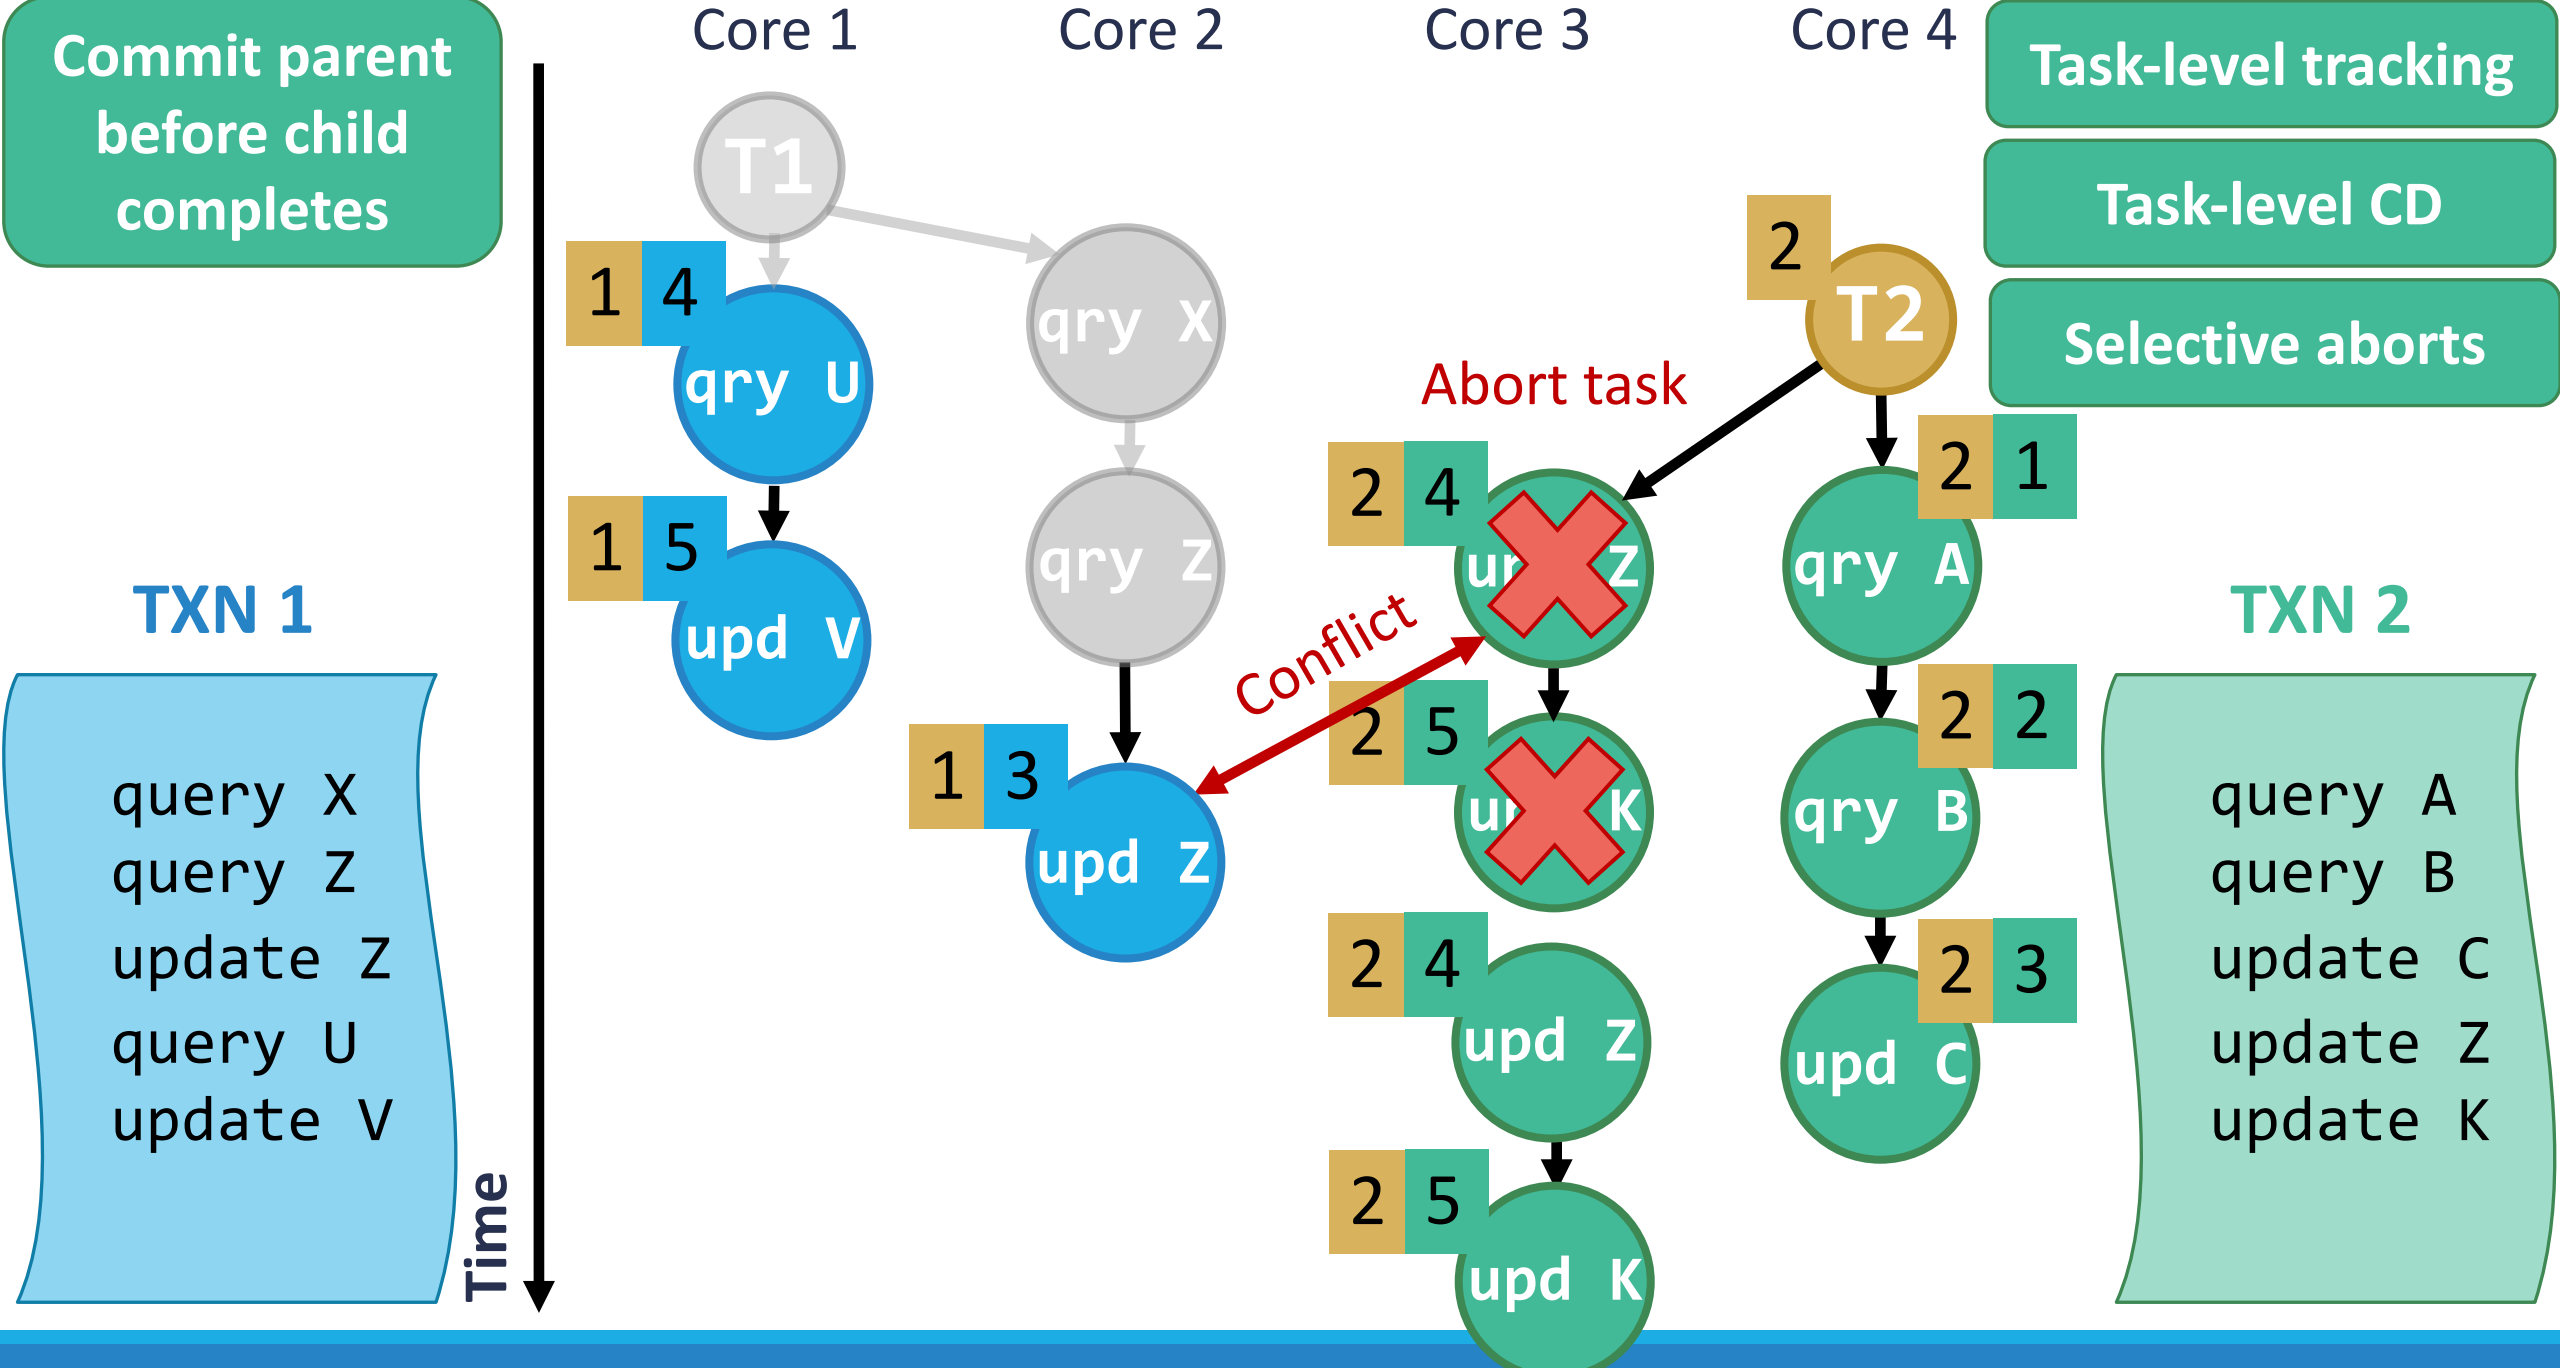 Commit parent
before child
completes
Core 1
Core 2
Core 3
Core 4
Task-level tracking
Task-level CD
Selective aborts
T1
1 4
qry U
1 5
upd V
qry X
qry Z
1 3
upd Z
Conflict
Abort task
2 4
Z
2 5
K
2 4
upd Z
2 5
upd K
2
T2
2 1
qry A
2 2
qry B
2 3
upd C
TXN 1
query X
query Z
update Z
query U
update V
Time
TXN 2
query A
query B
update C
update Z
update K